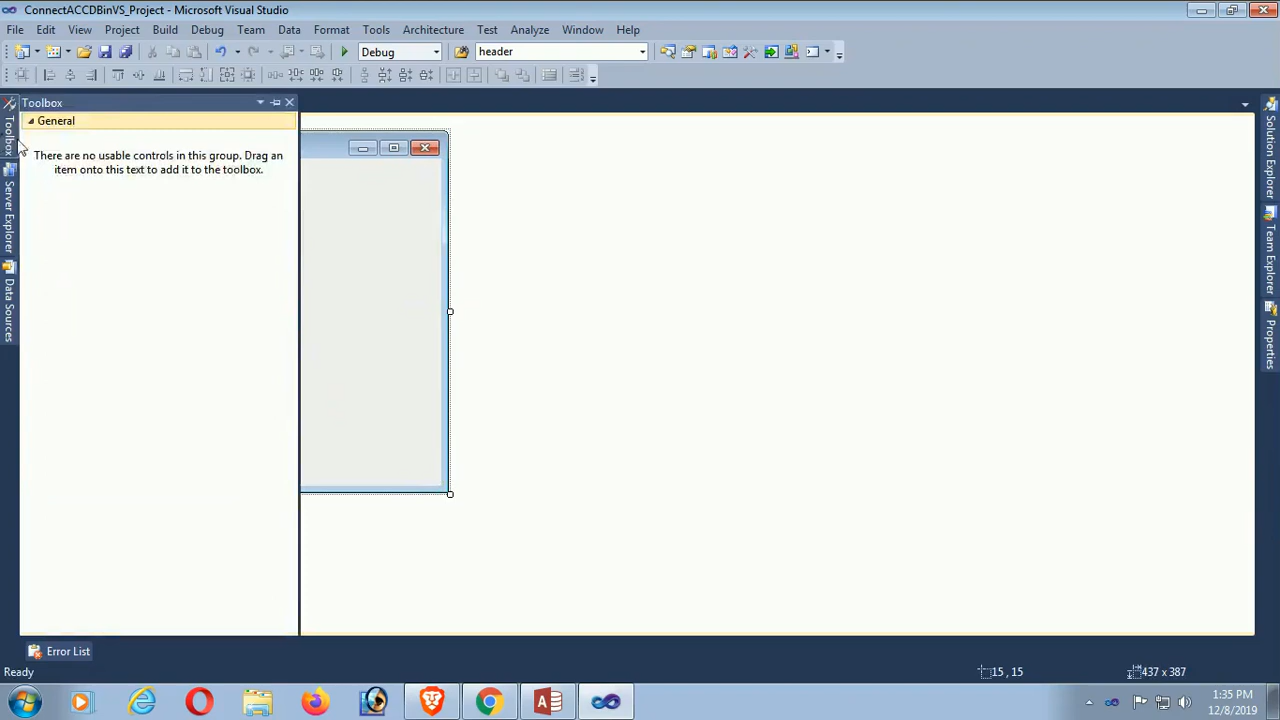 ConnectACCDBinVS_Project - Microsoft Visual Studio
File Edit View Project Build Debug Team Format Data Tools Architecture Test Analyze Window Help
Debug header
Toolbox
General
There are no usable controls in this group. Drag an
item onto this text to add it to the toolbox.
Toolbox
Server Explorer
Data Sources
Solution Explorer
Team Explorer
Properties
Error List
Ready 15 , 15 437 x 387
1:35 PM
12/8/2019